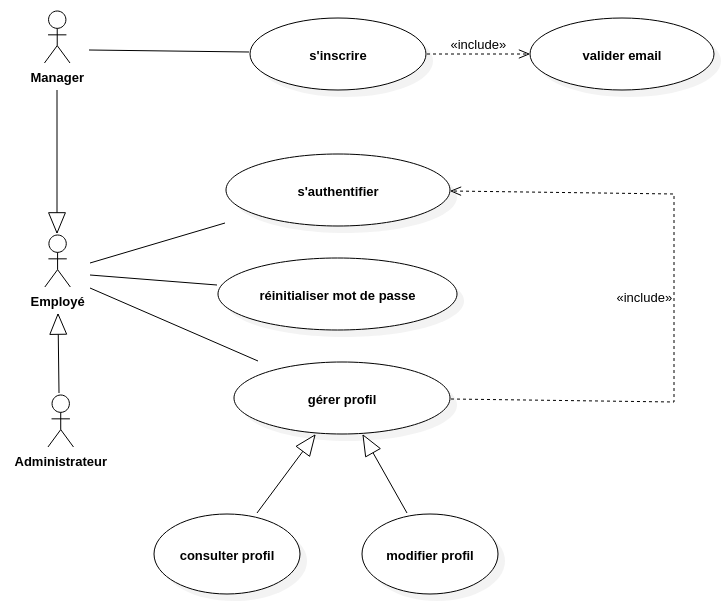 «include»
s'inscrire
valider email
Manager
s'authentifier
réinitialiser mot de passe
«include»
Employé
gérer profil
Administrateur
consulter profil
modifier profil